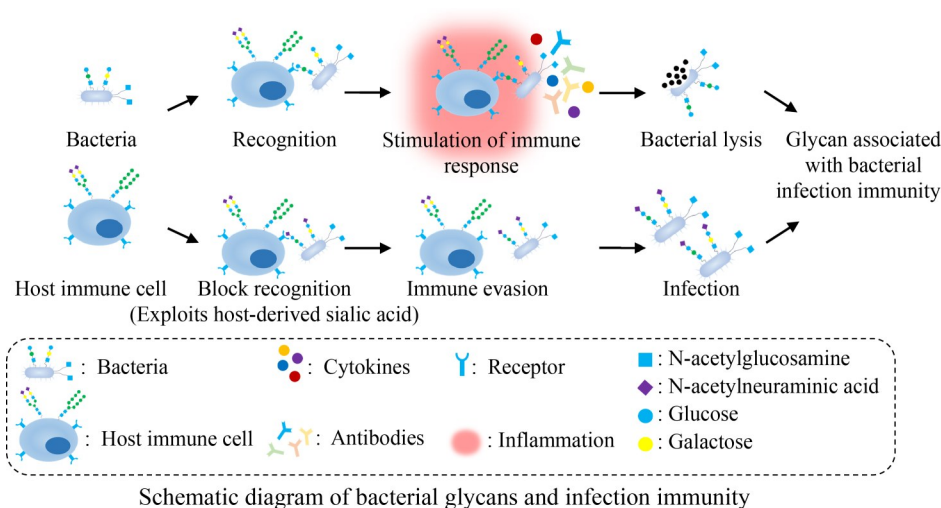 Bacteria
Recognition
Stimulation of immune
response
Bacterial lysis
Glycan associated
with bacterial
infection immunity
Host immune cell
Block recognition
(Exploits host-derived sialic acid)
Immune evasion
Infection
: Bacteria
: Cytokines
: Receptor
: N-acetylglucosamine
: N-acetylneuraminic acid
: Glucose
: Galactose
: Host immune cell
: Antibodies
: Inflammation
Schematic diagram of bacterial glycans and infection immunity